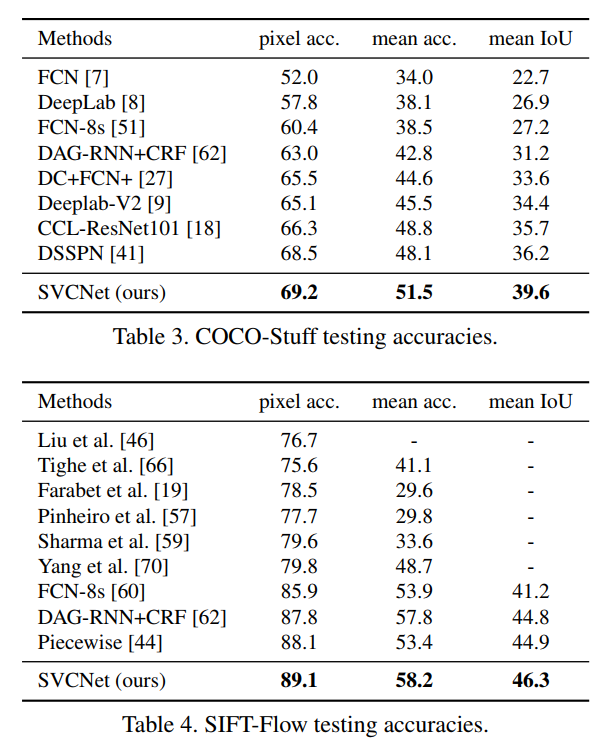 Methods pixel acc. mean acc. mean IoU
FCN [7] 52.0 34.0 22.7
DeepLab [8] 57.8 38.1 26.9
FCN-8s [51] 60.4 38.5 27.2
DAG-RNN+CRF [62] 63.0 42.8 31.2
DC+FCN+ [27] 65.5 44.6 33.6
Deeplab-V2 [9] 65.1 45.5 34.4
CCL-ResNet101 [18] 66.3 48.8 35.7
DSSPN [41] 68.5 48.1 36.2
SVCNet (ours) 69.2 51.5 39.6
Table 3. COCO-Stuff testing accuracies.
Methods pixel acc. mean acc. mean IoU
Liu et al. [46] 76.7 - -
Tighe et al. [66] 75.6 41.1 -
Farabet et al. [19] 78.5 29.6 -
Pinheiro et al. [57] 77.7 29.8 -
Sharma et al. [59] 79.6 33.6 -
Yang et al. [70] 79.8 48.7 -
FCN-8s [60] 85.9 53.9 41.2
DAG-RNN+CRF [62] 87.8 57.8 44.8
Piecewise [44] 88.1 53.4 44.9
SVCNet (ours) 89.1 58.2 46.3
Table 4. SIFT-Flow testing accuracies.